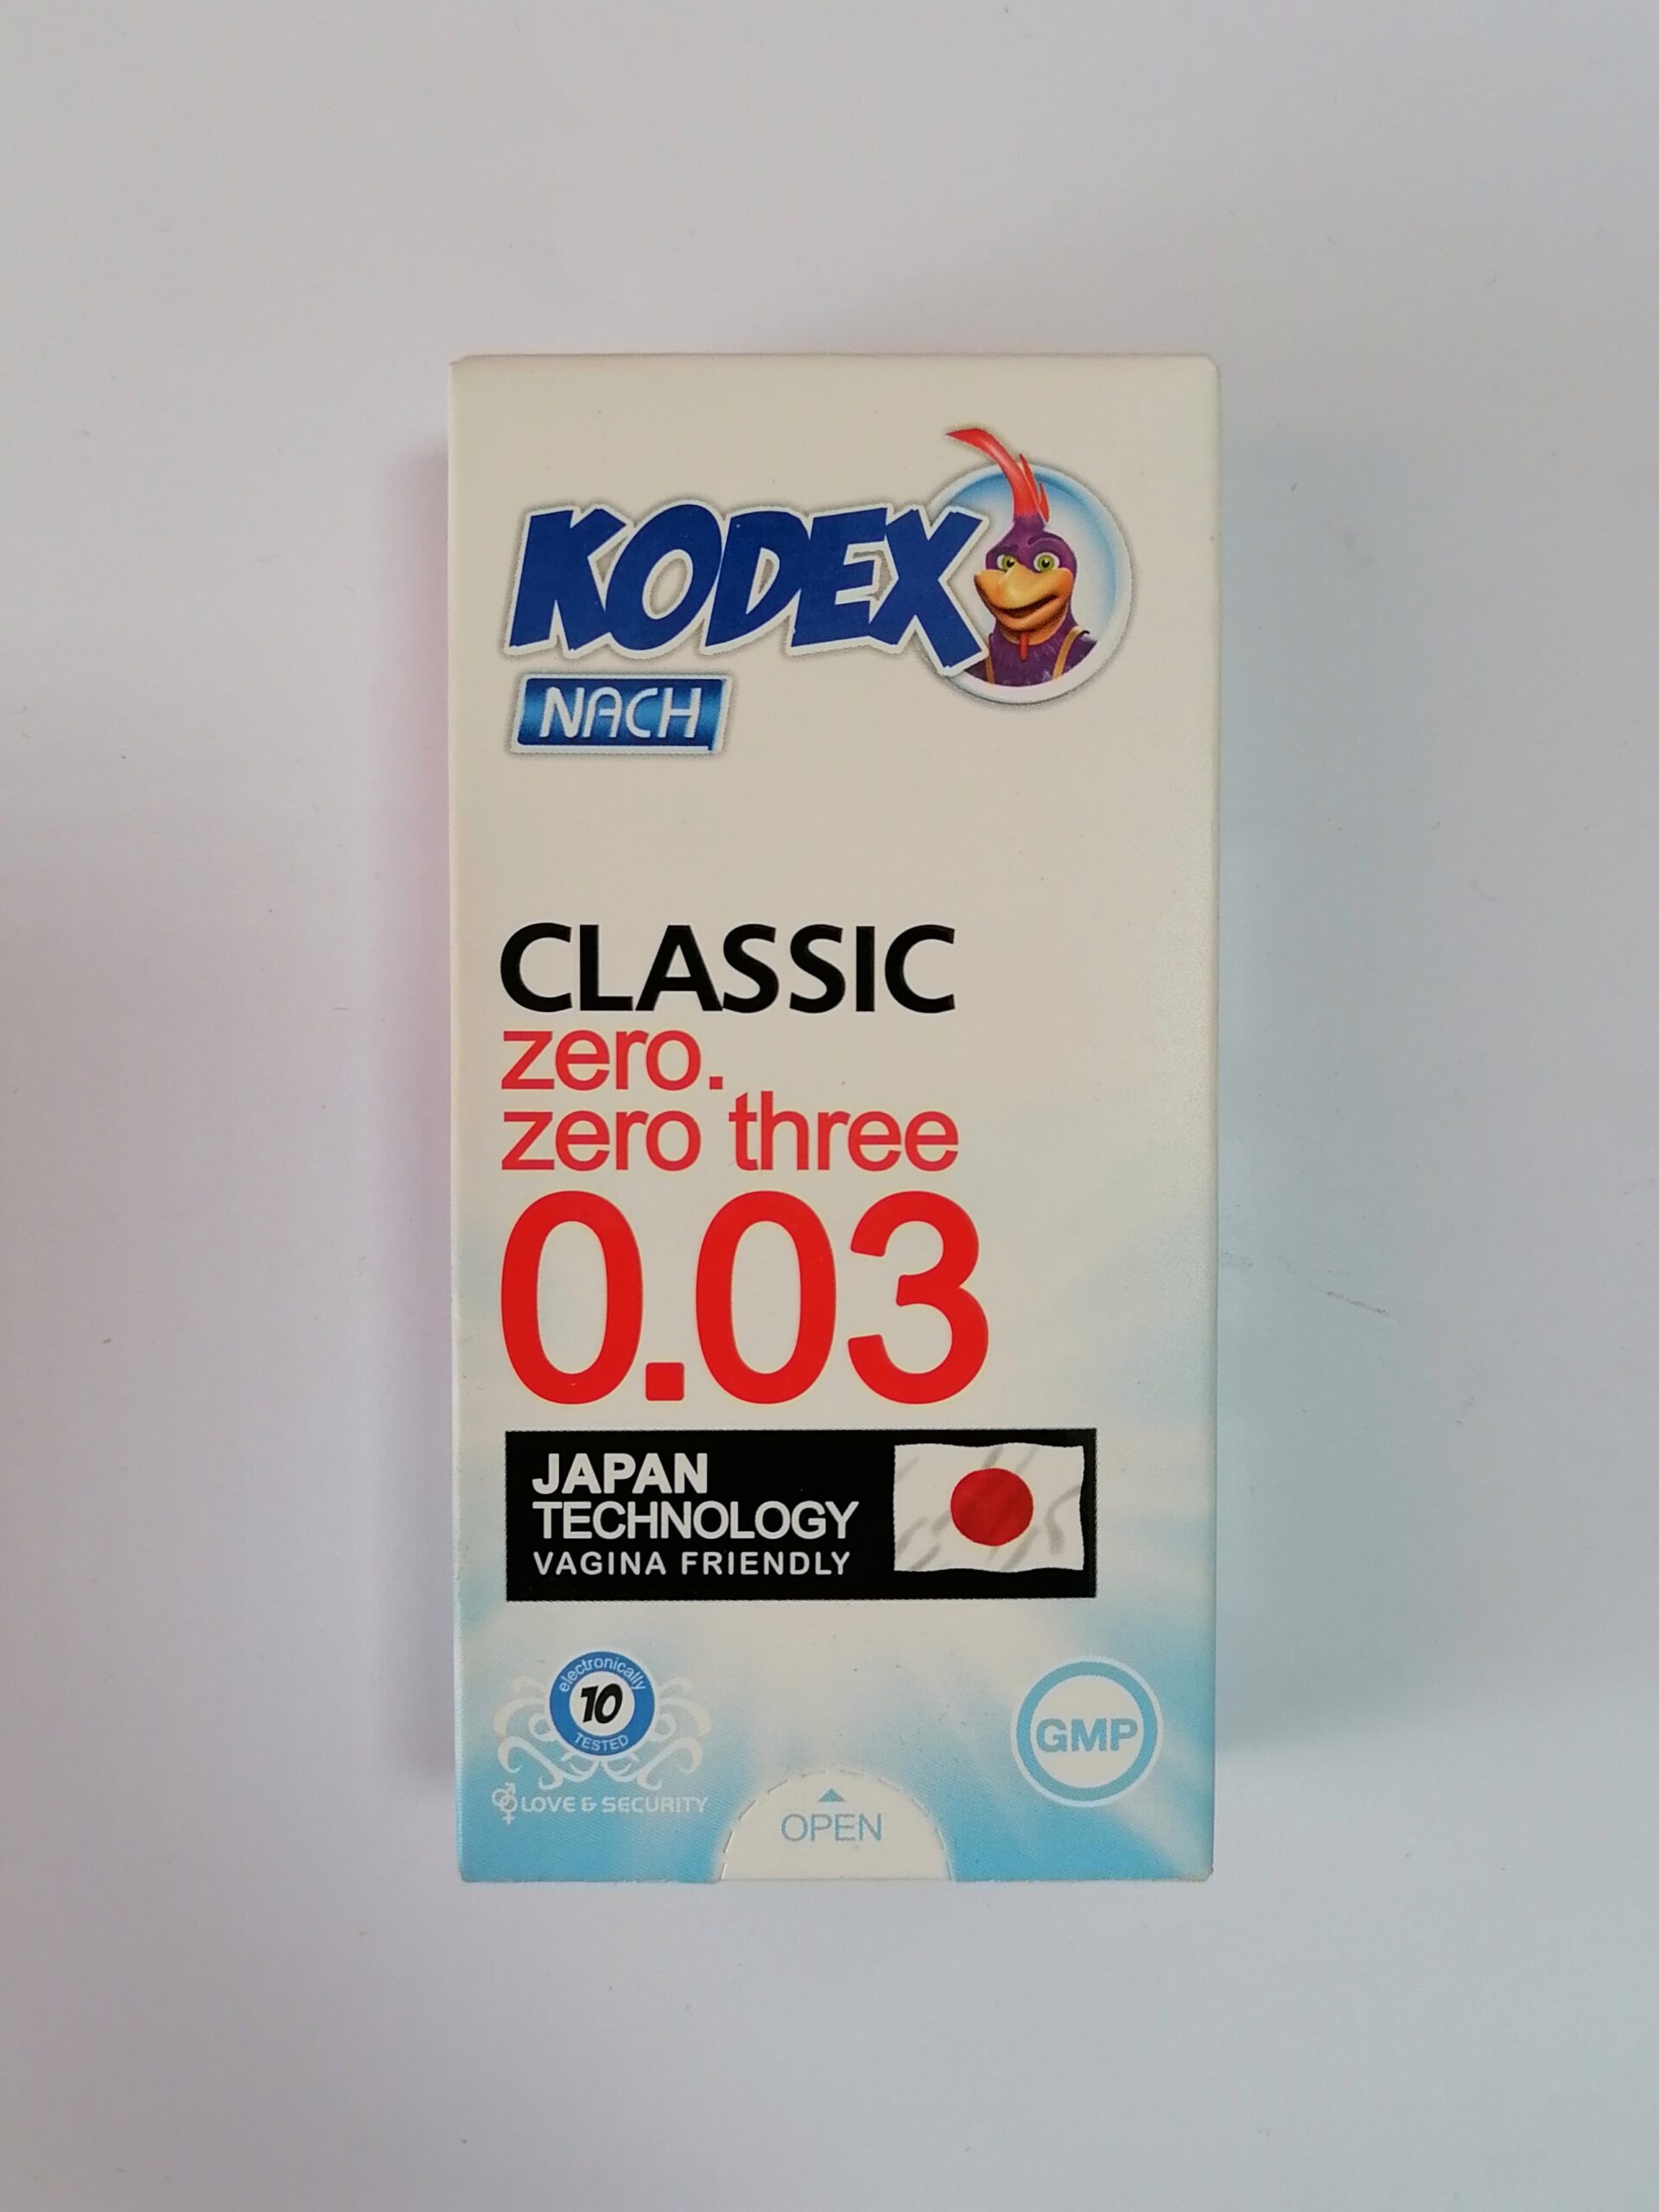 KODEX
NACH
CLASSIC
zero.
zero three
0.03
JAPAN
TECHNOLOGY
VAGINA FRIENDLY
electronically
10
TESTED
LOVE & SECURITY
GMP
OPEN